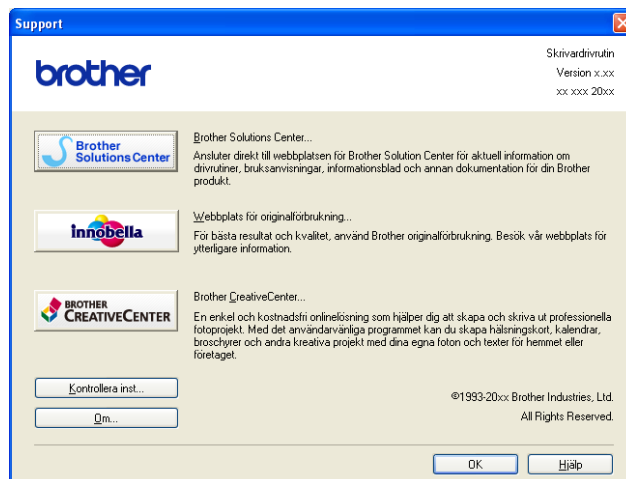 Support
brother
Skrivardrivrutin
Version x.xx
xx xxx 20xx
Brother
Solutions Center
Brother Solutions Center...
Ansluter direkt till webbplatsen för Brother Solution Center för aktuell information om
drivrutiner, bruksanvisningar, informationsblad och annan dokumentation för din Brother
produkt.
innobella
Webbplats för originalförbrukning...
För bästa resultat och kvalitet, använd Brother originalförbrukning. Besök vår webbplats för
ytterligare information.
BROTHER
CREATIVECENTER
Brother CreativeCenter...
En enkel och kostnadsfri onlinelösning som hjälper dig att skapa och skriva ut professionella
fotoprojekt. Med det användarvänliga programmet kan du skapa hälsningskort, kalendrar,
broschyrer och andra kreativa projekt med dina egna foton och texter för hemmet eller
företaget.
Kontrollera inst...
Om...
©1993-20xx Brother Industries, Ltd.
All Rights Reserved.
OK
Hjälp